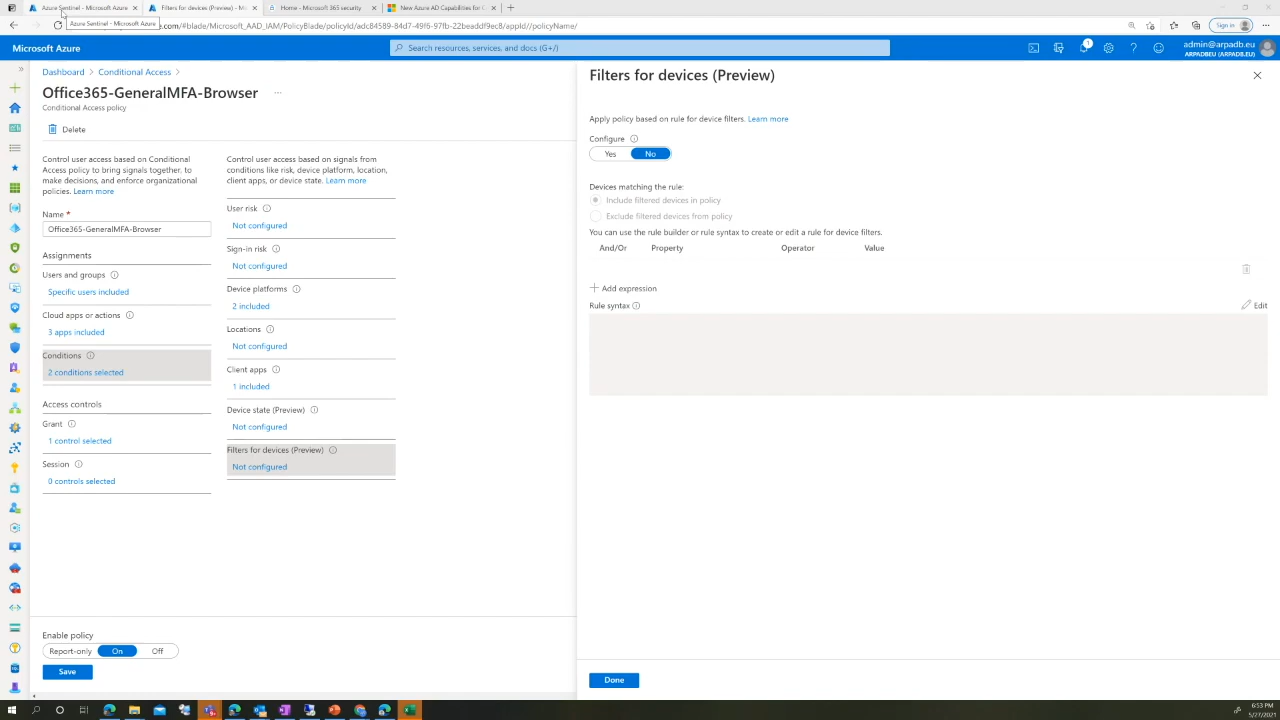 Azure Sentinel - Microsoft Azure
Filters for devices (Preview) - Mi
Home - Microsoft 365 security
New Azure AD Capabilities for C
Azure Sentinel - Microsoft Azure
e.com/#blade/Microsoft_AAD_IAM/PolicyBlade/policyId/adc84589-84d7-49f6-97fb-22beaddf9ec8/appId//policyName/
Sign in
Microsoft Azure
Search resources, services, and docs (G+/)
1
admin@arpadb.eu
ARPADBEU (ARPADB.EU)
Dashboard > Conditional Access >
Office365-GeneralMFA-Browser ...
Conditional Access policy
Delete
Control user access based on Conditional
Access policy to bring signals together, to
make decisions, and enforce organizational
policies. Learn more
Name *
Office365-GeneralMFA-Browser
Assignments
Users and groups
Specific users included
Cloud apps or actions
3 apps included
Conditions
2 conditions selected
Access controls
Grant
1 control selected
Session
0 controls selected
Enable policy
Report-only On Off
Save
Control user access based on signals from
conditions like risk, device platform, location,
client apps, or device state. Learn more
User risk
Not configured
Sign-in risk
Not configured
Device platforms
2 included
Locations
Not configured
Client apps
1 included
Device state (Preview)
Not configured
Filters for devices (Preview)
Not configured
Filters for devices (Preview)
Apply policy based on rule for device filters. Learn more
Configure
Yes No
Devices matching the rule:
Include filtered devices in policy
Exclude filtered devices from policy
You can use the rule builder or rule syntax to create or edit a rule for device filters.
And/Or Property Operator Value
Add expression
Rule syntax
Edit
Done
6:53 PM
5/27/2021